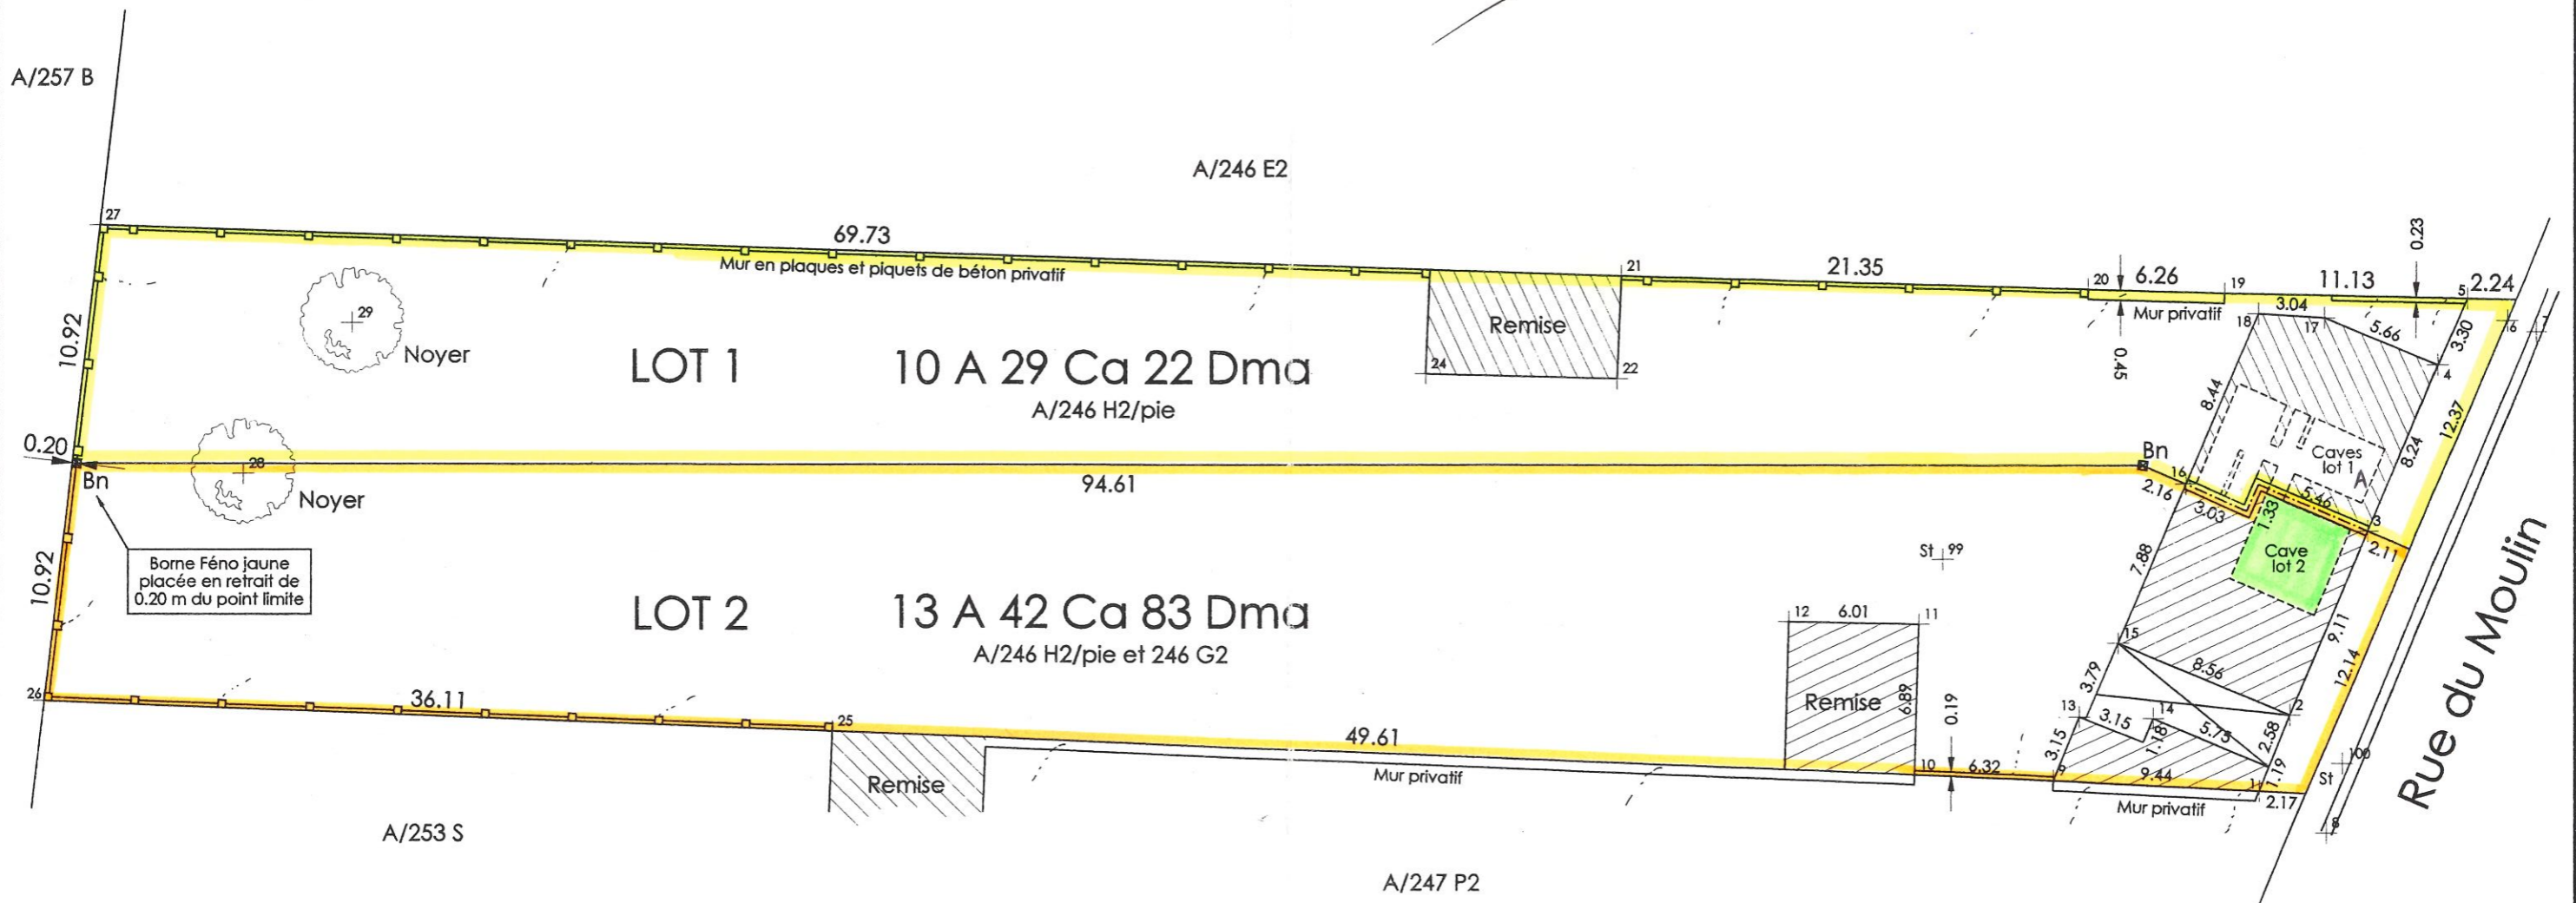 A/257 B
A/246 E2
27
69.73
Mur en plaques et piquets de béton privatif
21
21.35
20
6.26
19
11.13
0.23
5
2.24
Mur privatif
0.45
3.04
18
17
5.66
3.30
6
7
4
10.92
29
Noyer
LOT 1
10 A 29 Ca 22 Dma
A/246 H2/pie
Remise
24
22
8.44
12.37
8.24
Caves
lot 1
A
0.20
Bn
28
Noyer
94.61
Bn
16
2.16
3.03
1.33
5.46
3
2.11
Borne Féno jaune
placée en retrait de
0.20 m du point limite
10.92
LOT 2
13 A 42 Ca 83 Dma
A/246 H2/pie et 246 G2
St
99
7.88
Cave
lot 2
9.11
12.14
12
6.01
11
Remise
6.89
0.19
15
8.56
3.79
2
13
3.15
14
1.18
5.75
2.58
3.15
9
9.44
1
1.19
2.17
St
100
8
Rue du Moulin
26
36.11
25
49.61
Remise
Mur privatif
10
6.32
Mur privatif
A/253 S
A/247 P2